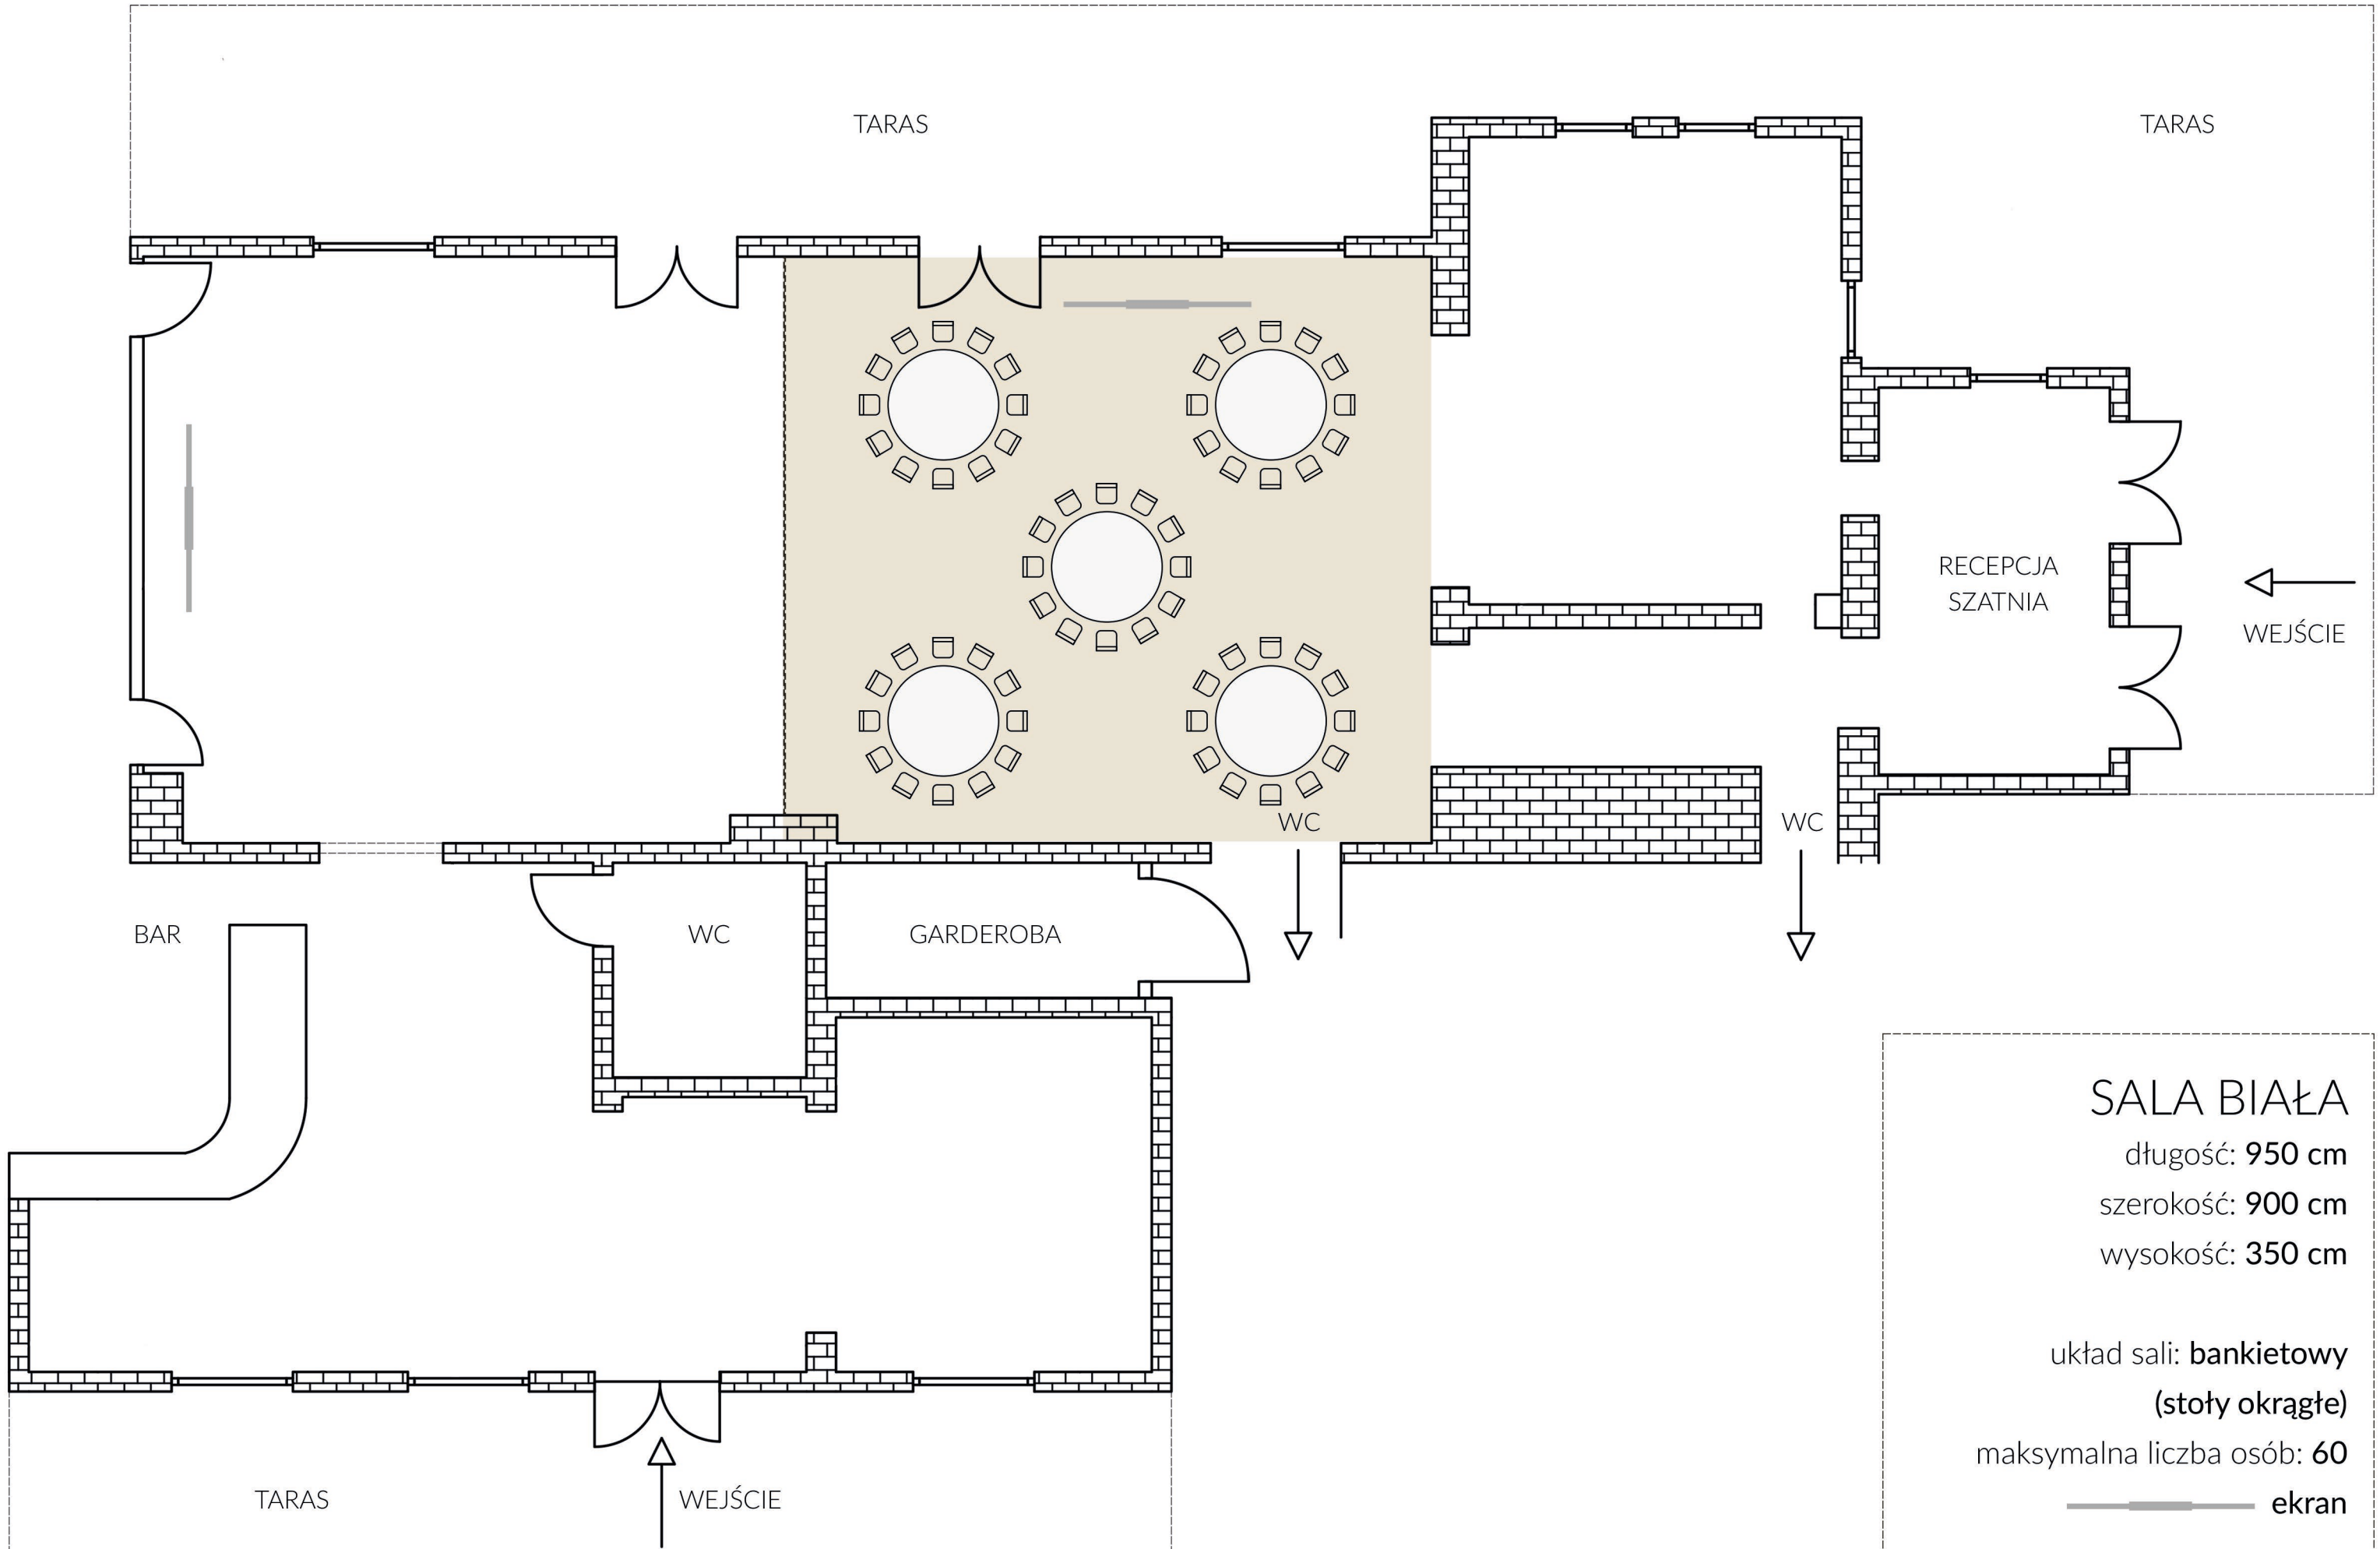 TARAS
TARAS
RECEPCJA
SZATNIA
WEJŚCIE
WC
WC
BAR
WC
GARDEROBA
SALA BIAŁA
długość: 950 cm
szerokość: 900 cm
wysokość: 350 cm
układ sali: bankietowy
(stoły okrągłe)
maksymalna liczba osób: 60
ekran
TARAS
WEJŚCIE